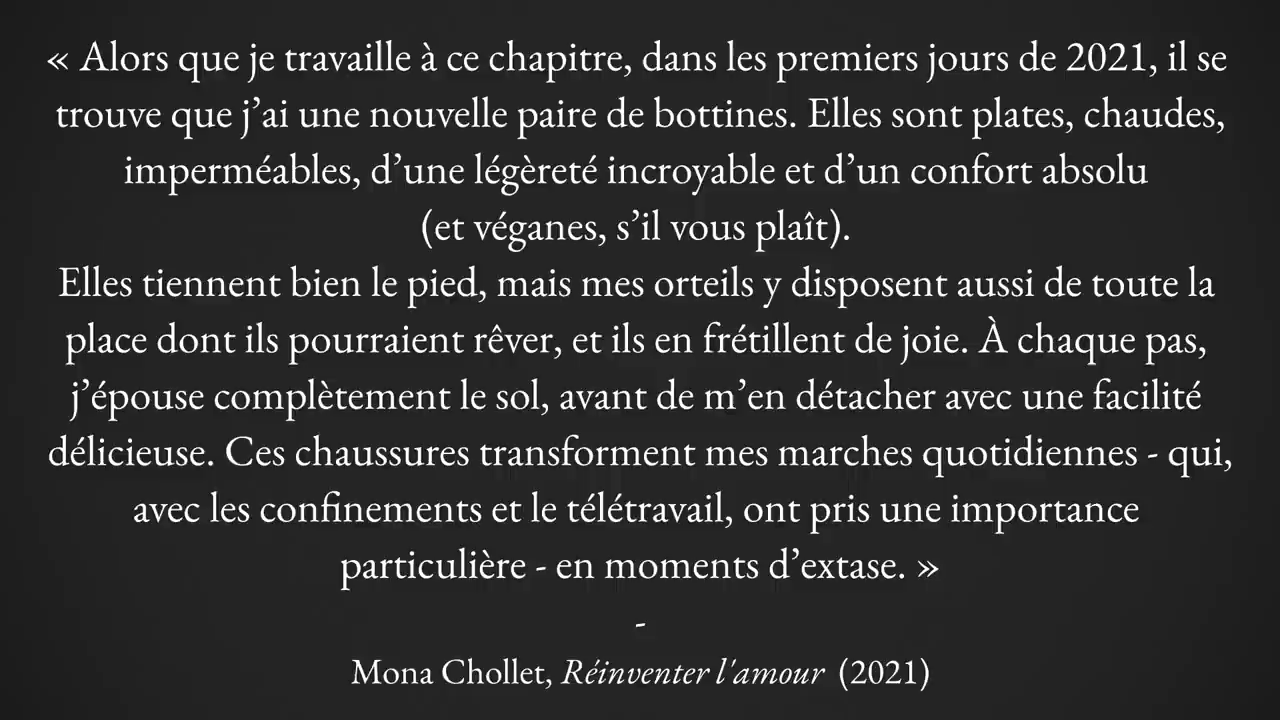 « Alors que je travaille à ce chapitre, dans les premiers jours de 2021, il se
trouve que j’ai une nouvelle paire de bottines. Elles sont plates, chaudes,
imperméables, d’une légèreté incroyable et d’un confort absolu
(et véganes, s’il vous plaît).
Elles tiennent bien le pied, mais mes orteils y disposent aussi de toute la
place dont ils pourraient rêver, et ils en frétillent de joie. À chaque pas,
j’épouse complètement le sol, avant de m’en détacher avec une facilité
délicieuse. Ces chaussures transforment mes marches quotidiennes - qui,
avec les confinements et le télétravail, ont pris une importance
particulière - en moments d’extase. »
-
Mona Chollet, Réinventer l'amour (2021)